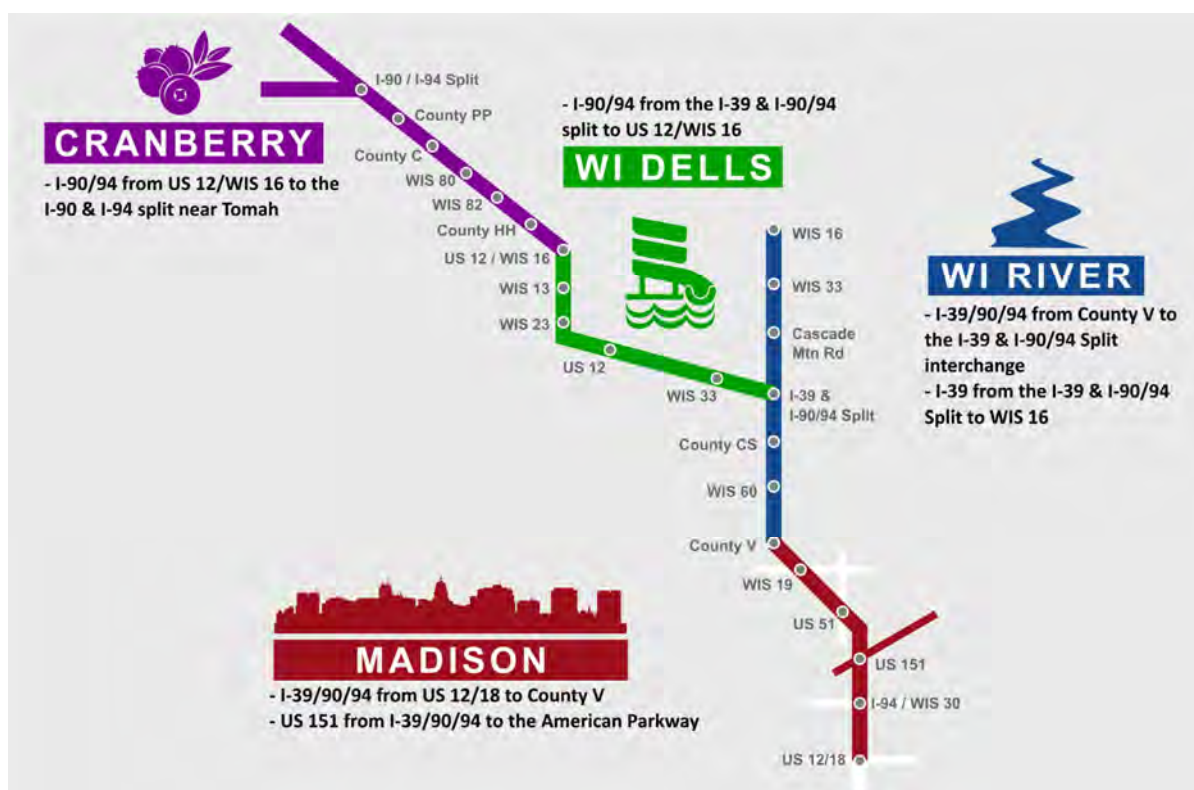 CRANBERRY
- I-90/94 from US 12/WIS 16 to the
I-90 & I-94 split near Tomah
I-90 / I-94 Split
County PP
County C
WIS 80
WIS 82
County HH
US 12 / WIS 16
WIS 13
WIS 23
US 12
WIS 33
- I-90/94 from the I-39 & I-90/94
split to US 12/WIS 16
WI DELLS
WIS 16
WIS 33
Cascade
Mtn Rd
I-39 &
I-90/94 Split
County CS
WIS 60
County V
WI RIVER
- I-39/90/94 from County V to
the I-39 & I-90/94 Split
interchange
- I-39 from the I-39 & I-90/94
Split to WIS 16
WIS 19
US 51
US 151
I-94 / WIS 30
US 12/18
MADISON
- I-39/90/94 from US 12/18 to County V
- US 151 from I-39/90/94 to the American Parkway